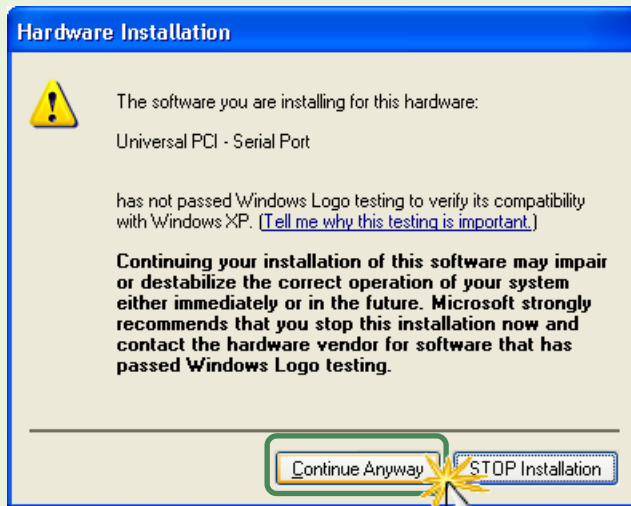 Hardware Installation
The software you are installing for this hardware:
Universal PCI - Serial Port
has not passed Windows Logo testing to verify its compatibility
with Windows XP. (Tell me why this testing is important.)
Continuing your installation of this software may impair
or destabilize the correct operation of your system
either immediately or in the future. Microsoft strongly
recommends that you stop this installation now and
contact the hardware vendor for software that has
passed Windows Logo testing.
Continue Anyway STOP Installation